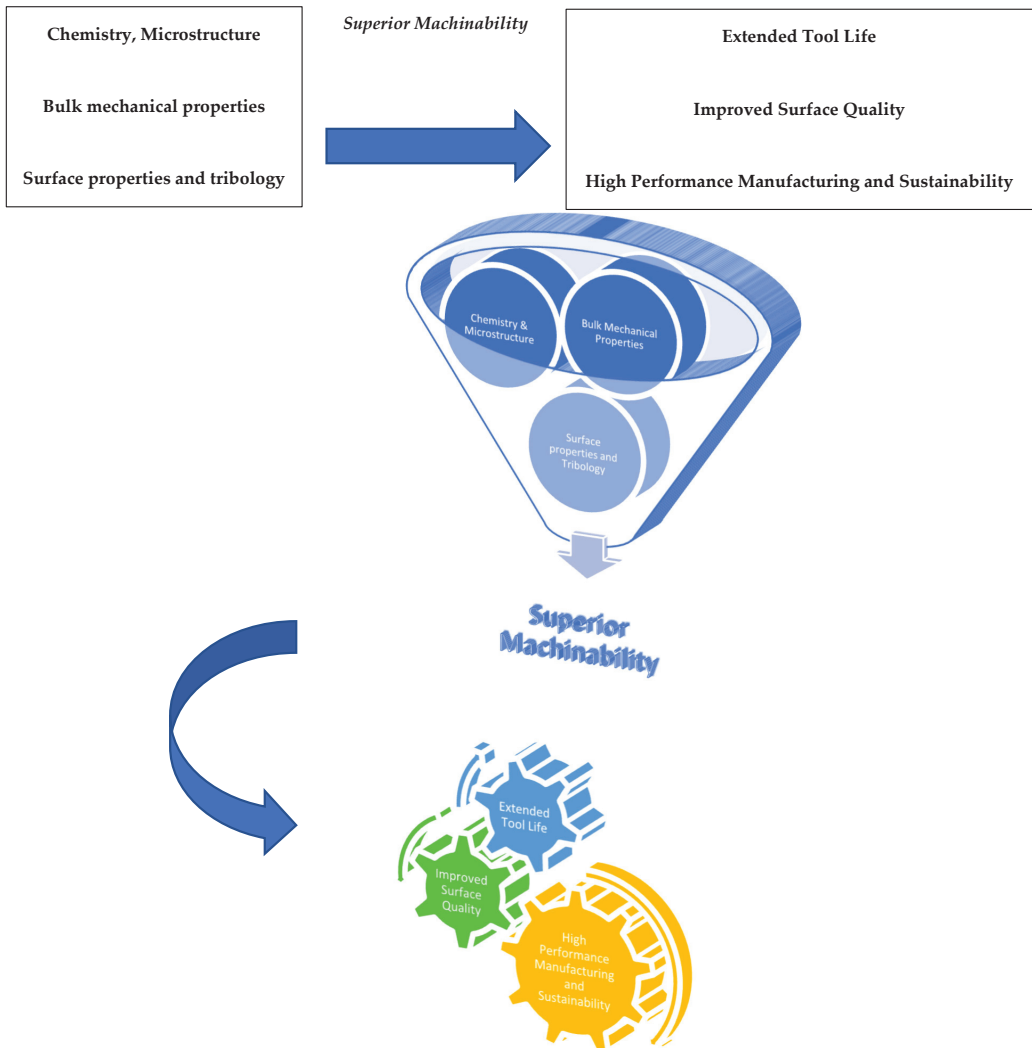 Chemistry, Microstructure
Bulk mechanical properties
Surface properties and tribology
Superior Machinability
Extended Tool Life
Improved Surface Quality
High Performance Manufacturing and Sustainability
Chemistry &
Microstructure
Bulk Mechanical
Properties
Surface
properties and
Tribology
Superior
Machinability
Extended
Tool Life
Improved
Surface
Quality
High
Performance
Manufacturing
and
Sustainability